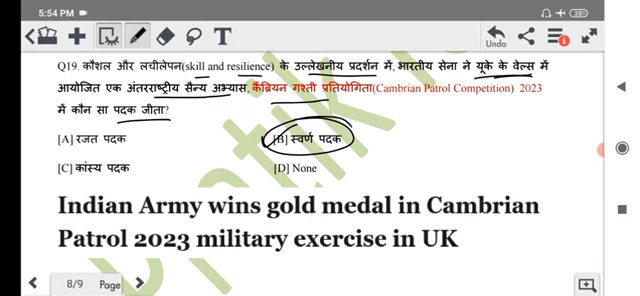 5:54 PM
35
Undo
Q19. कौशल और लचीलेपन(skill and resilience) के उल्लेखनीय प्रदर्शन में, भारतीय सेना ने यूके के वेल्स में
आयोजित एक अंतरराष्ट्रीय सैन्य अभ्यास, कैंब्रियन गश्ती प्रतियोगिता(Cambrian Patrol Competition) 2023
में कौन सा पदक जीता?
[A] रजत पदक [B] स्वर्ण पदक
[C] कांस्य पदक [D] None
Indian Army wins gold medal in Cambrian
Patrol 2023 military exercise in UK
8/9 Page